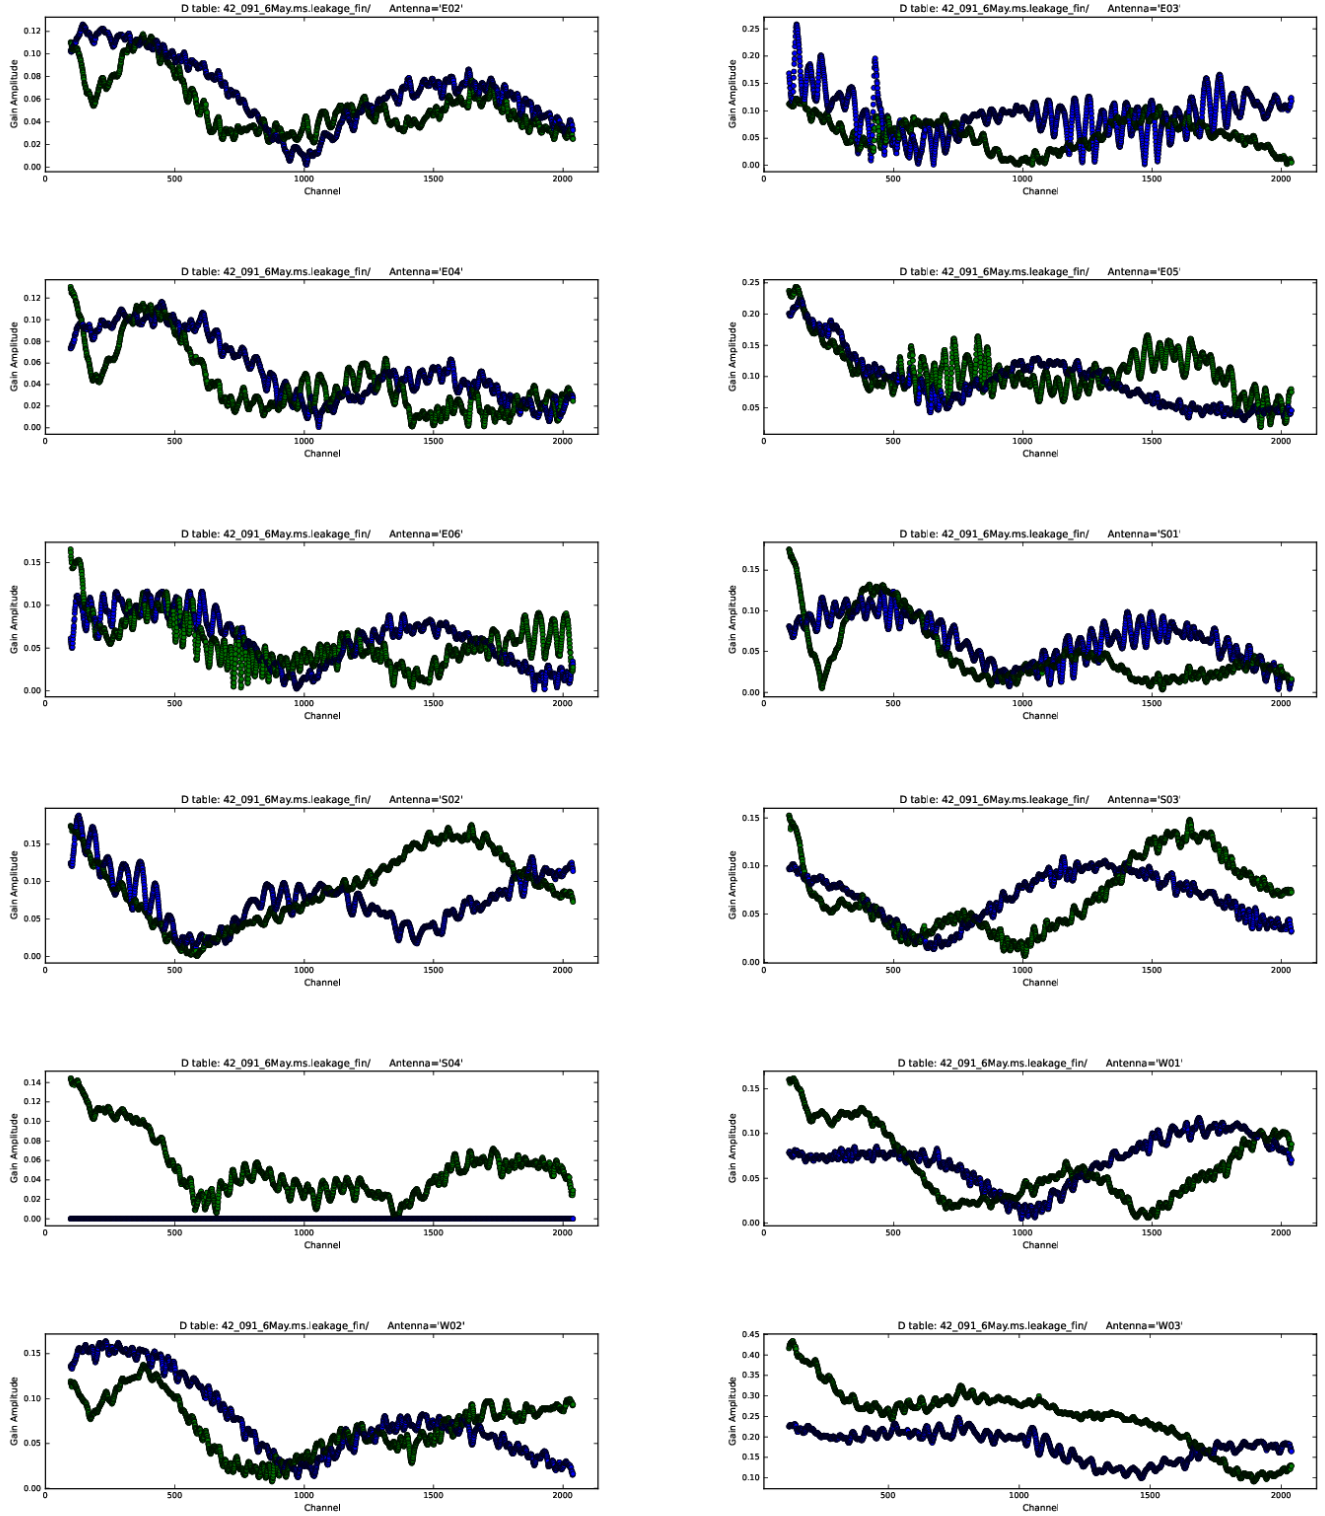 D table: 42_091_6May.ms.leakage_fin/ Antenna='E02'
Gain Amplitude
0.12
0.10
0.08
0.06
0.04
0.02
0.00
0 500 1000 1500 2000
Channel
D table: 42_091_6May.ms.leakage_fin/ Antenna='E03'
Gain Amplitude
0.25
0.20
0.15
0.10
0.05
0.00
0 500 1000 1500 2000
Channel
D table: 42_091_6May.ms.leakage_fin/ Antenna='E04'
Gain Amplitude
0.12
0.10
0.08
0.06
0.04
0.02
0.00
0 500 1000 1500 2000
Channel
D table: 42_091_6May.ms.leakage_fin/ Antenna='E05'
Gain Amplitude
0.25
0.20
0.15
0.10
0.05
0 500 1000 1500 2000
Channel
D table: 42_091_6May.ms.leakage_fin/ Antenna='E06'
Gain Amplitude
0.15
0.10
0.05
0.00
0 500 1000 1500 2000
Channel
D table: 42_091_6May.ms.leakage_fin/ Antenna='S01'
Gain Amplitude
0.15
0.10
0.05
0.00
0 500 1000 1500 2000
Channel
D table: 42_091_6May.ms.leakage_fin/ Antenna='S02'
Gain Amplitude
0.15
0.10
0.05
0.00
0 500 1000 1500 2000
Channel
D table: 42_091_6May.ms.leakage_fin/ Antenna='S03'
Gain Amplitude
0.15
0.10
0.05
0.00
0 500 1000 1500 2000
Channel
D table: 42_091_6May.ms.leakage_fin/ Antenna='S04'
Gain Amplitude
0.14
0.12
0.10
0.08
0.06
0.04
0.02
0.00
0 500 1000 1500 2000
Channel
D table: 42_091_6May.ms.leakage_fin/ Antenna='W01'
Gain Amplitude
0.15
0.10
0.05
0.00
0 500 1000 1500 2000
Channel
D table: 42_091_6May.ms.leakage_fin/ Antenna='W02'
Gain Amplitude
0.15
0.10
0.05
0.00
0 500 1000 1500 2000
Channel
D table: 42_091_6May.ms.leakage_fin/ Antenna='W03'
Gain Amplitude
0.45
0.40
0.35
0.30
0.25
0.20
0.15
0.10
500 1000 1500 2000
Channel